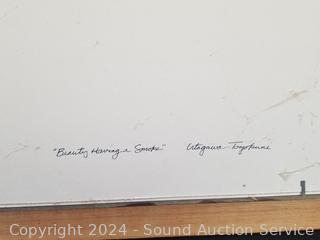 "Beauty Having a Smoke" Utagawa Toyokuni
Copyright 2024 - Sound Auction Service